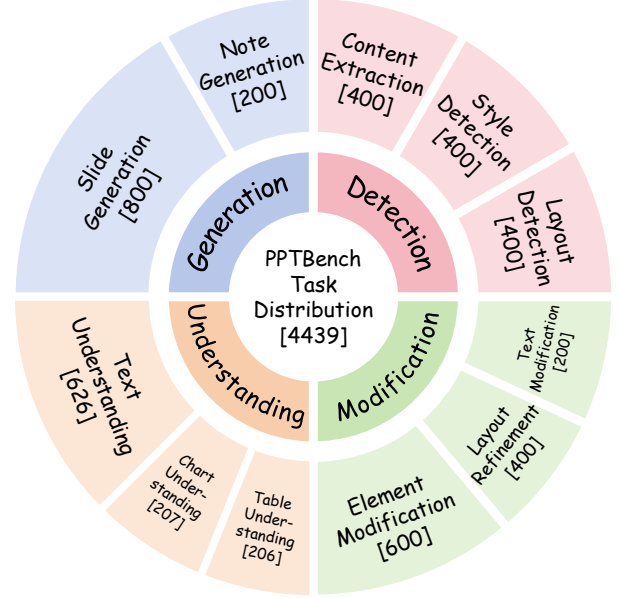 PPTBench
Task
Distribution
[4439]
Generation
Detection
Understanding
Modification
Note
Generation
[200]
Content
Extraction
[400]
Style
Detection
[400]
Layout
Detection
[400]
Text
Modification
[200]
Layout
Refinement
[400]
Element
Modification
[600]
Table
Under-
standing
[206]
Chart
Under-
standing
[207]
Text
Understanding
[626]
Slide
Generation
[800]